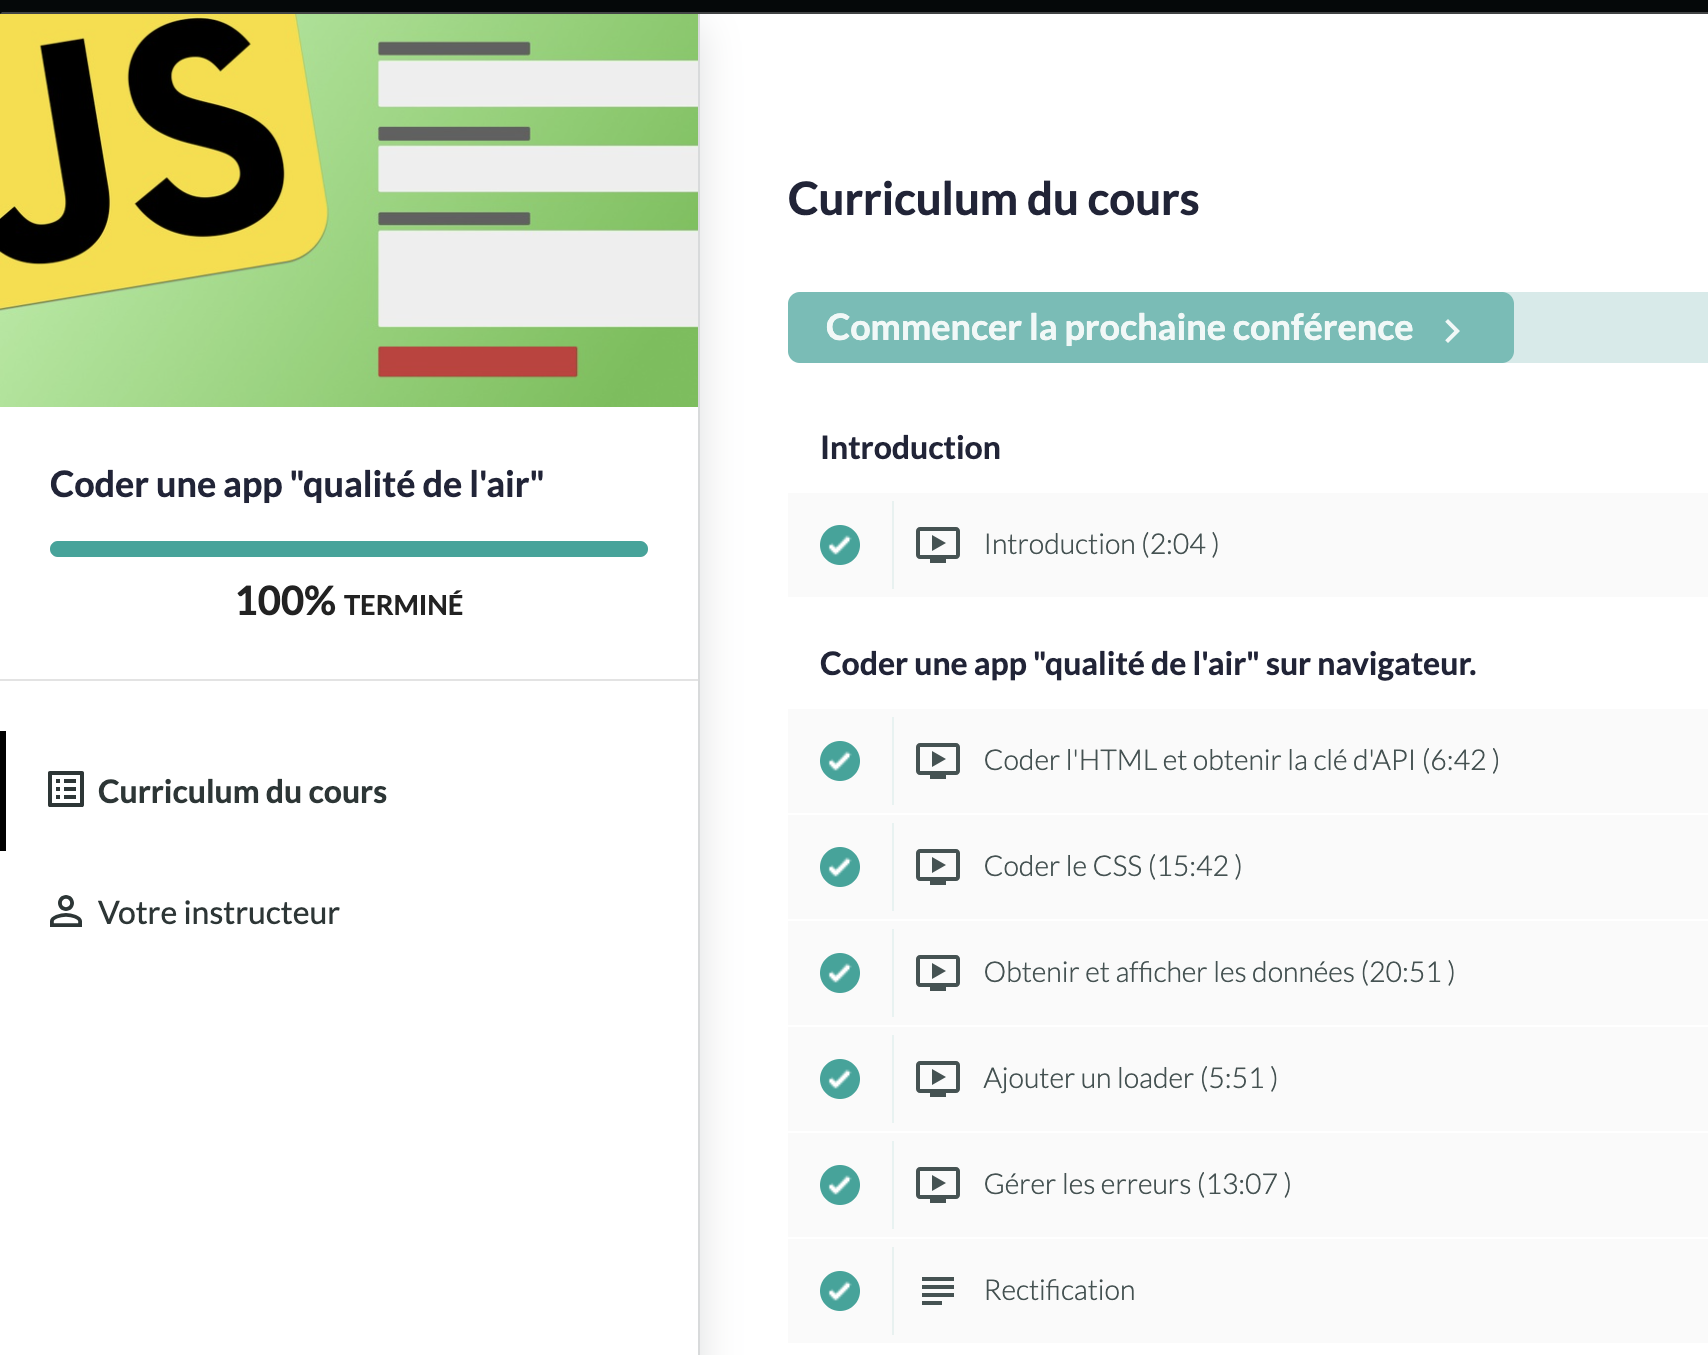 JS
Coder une app "qualité de l'air"
100% TERMINÉ
Curriculum du cours
Votre instructeur
Curriculum du cours
Commencer la prochaine conférence
Introduction
Introduction (2:04 )
Coder une app "qualité de l'air" sur navigateur.
Coder l'HTML et obtenir la clé d'API (6:42 )
Coder le CSS (15:42 )
Obtenir et afficher les données (20:51 )
Ajouter un loader (5:51 )
Gérer les erreurs (13:07 )
Rectification